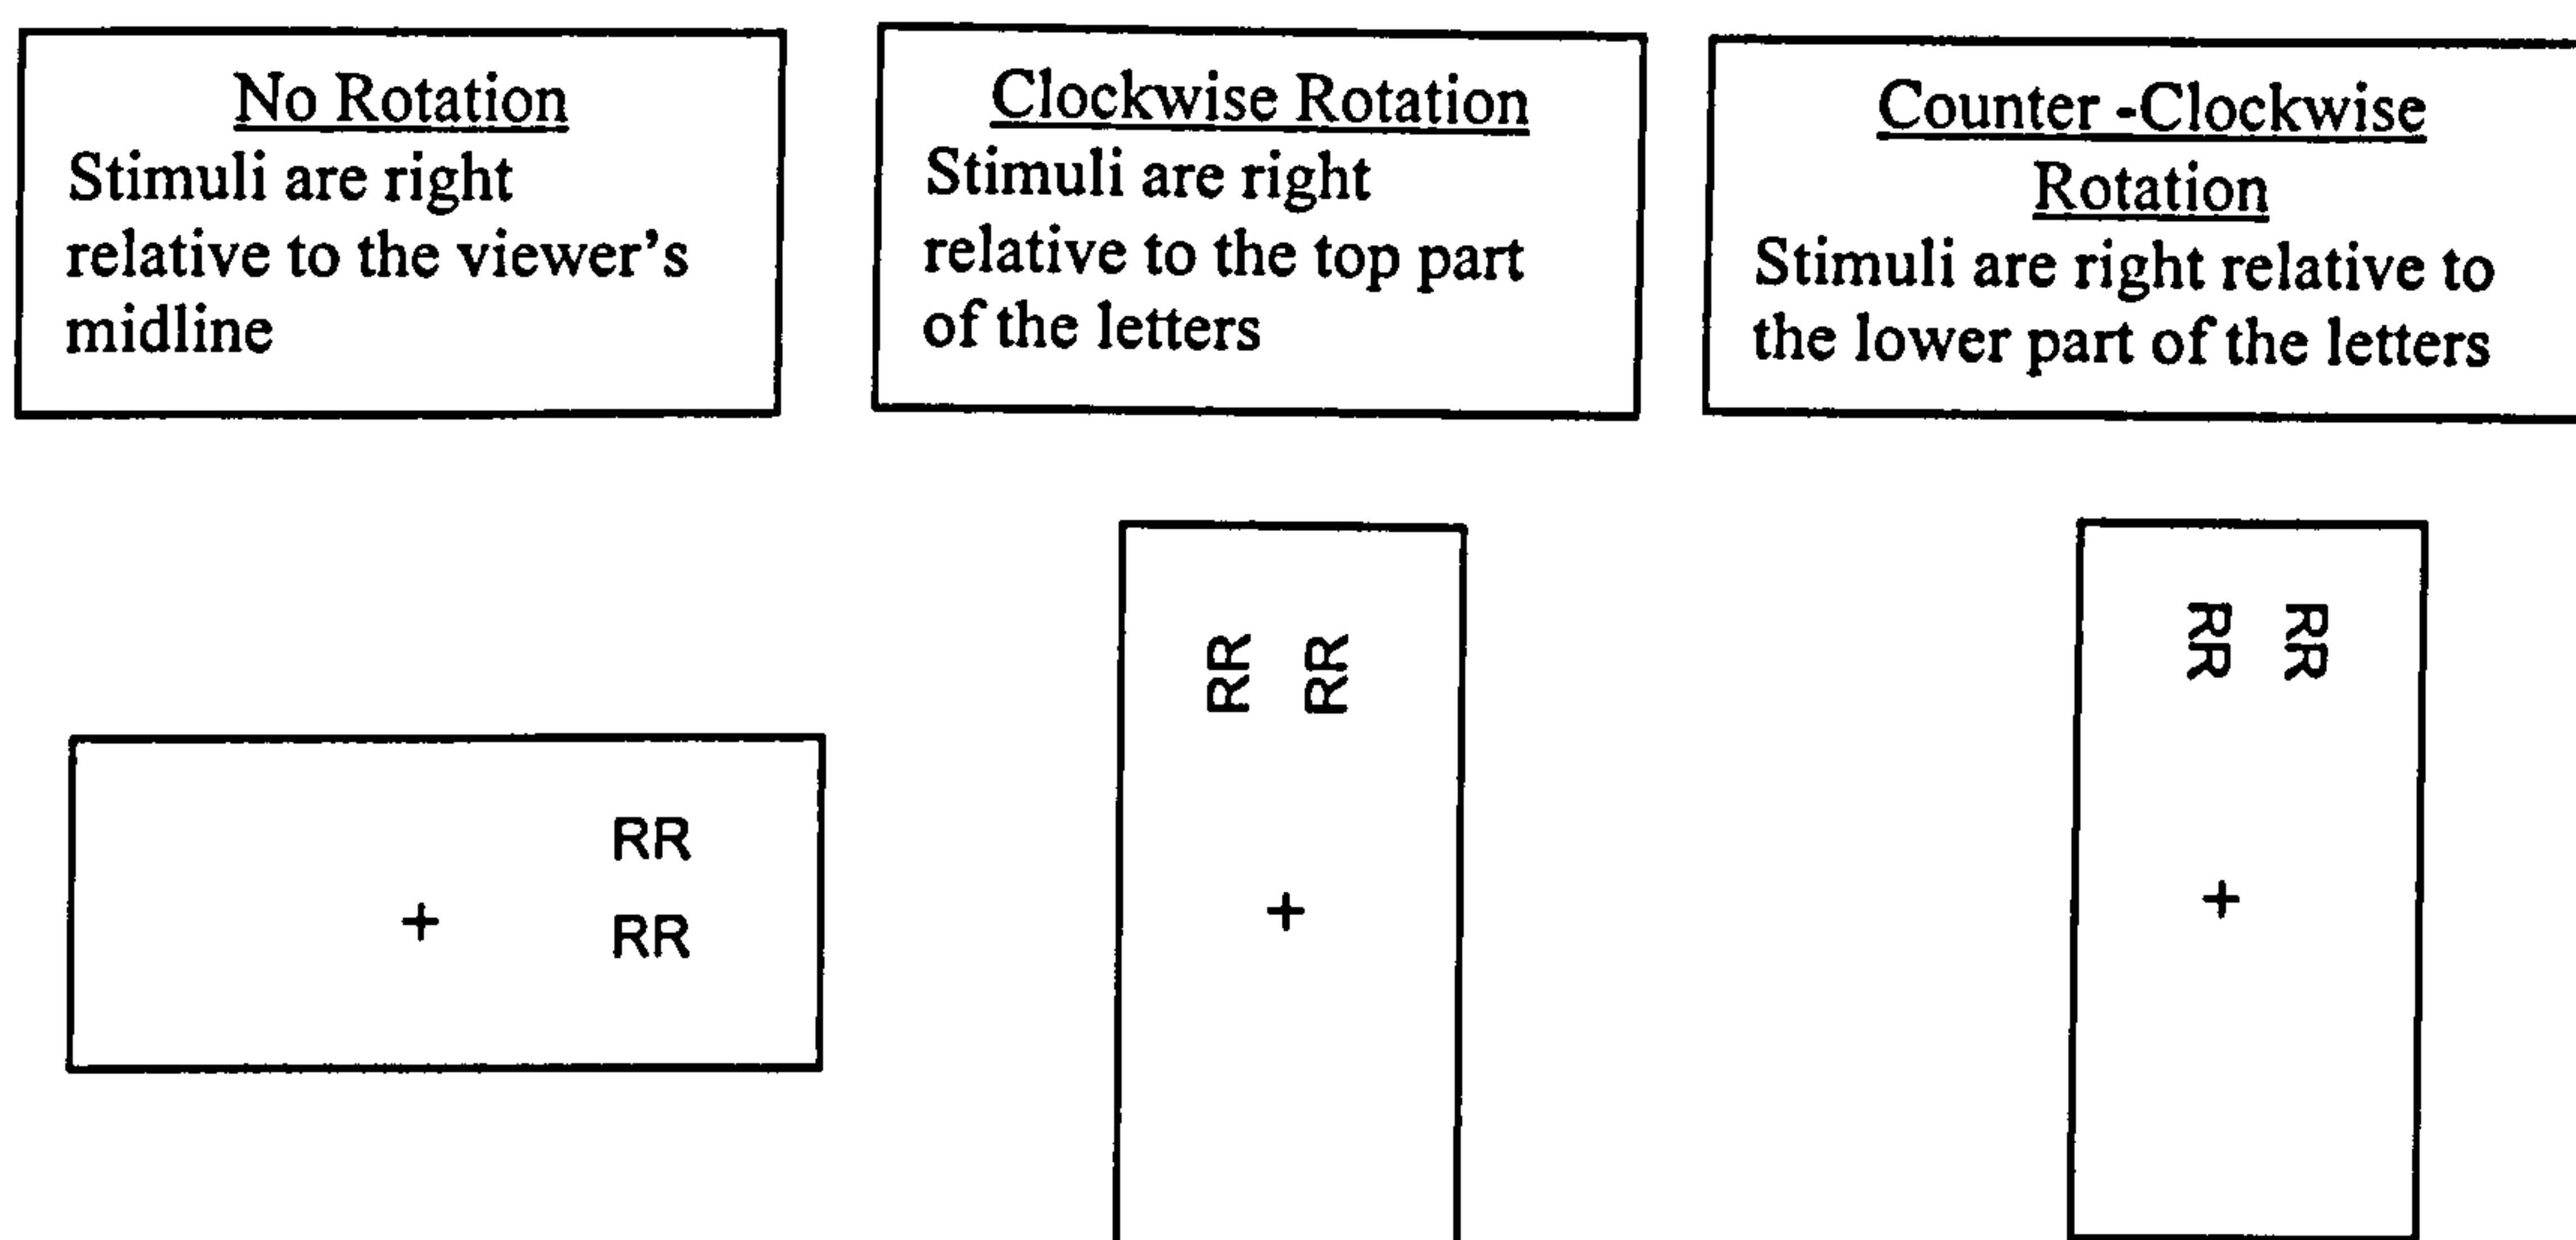 No Rotation
Stimuli are right
relative to the viewer's
midline
Clockwise Rotation
Stimuli are right
relative to the top part
of the letters
Counter -Clockwise
Rotation
Stimuli are right relative to
the lower part of the letters
RR
RR
+
RR
RR
+
RR
RR
+